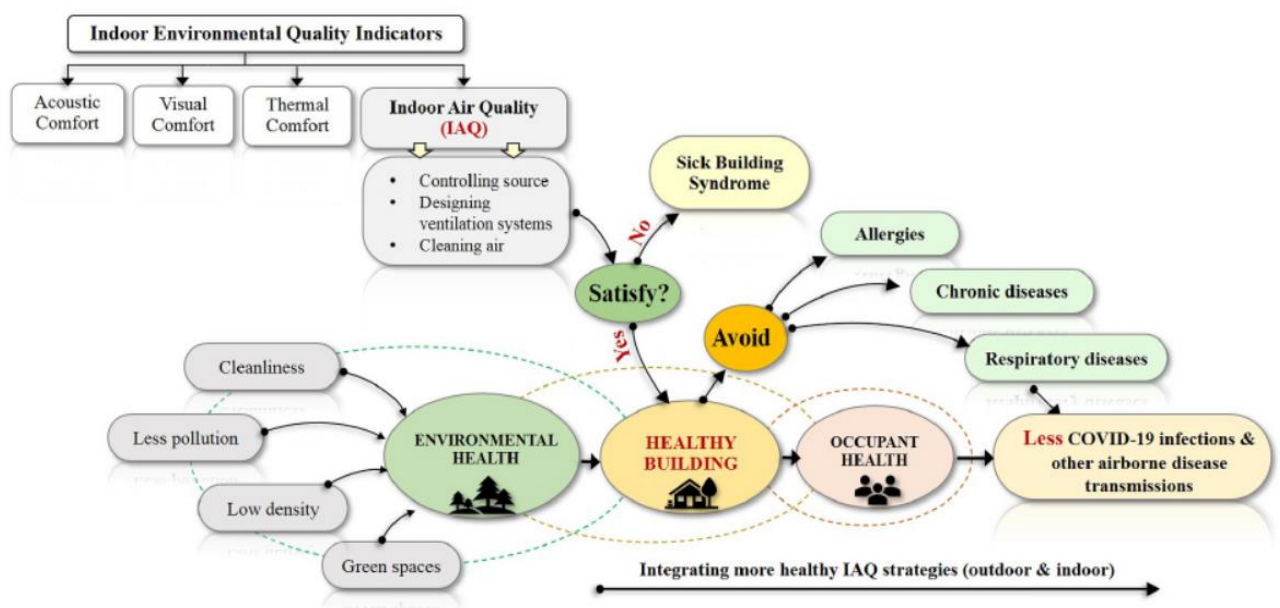 Indoor Environmental Quality Indicators
Acoustic
Comfort
Visual
Comfort
Thermal
Comfort
Indoor Air Quality
(IAQ)
• Controlling source
• Designing
ventilation systems
• Cleaning air
Sick Building
Syndrome
No
Satisfy?
Yes
Allergies
Chronic diseases
Respiratory diseases
Avoid
Cleanliness
Less pollution
Low density
Green spaces
ENVIRONMENTAL
HEALTH
HEALTHY
BUILDING
OCCUPANT
HEALTH
Less COVID-19 infections &
other airborne disease
transmissions
Integrating more healthy IAQ strategies (outdoor & indoor)